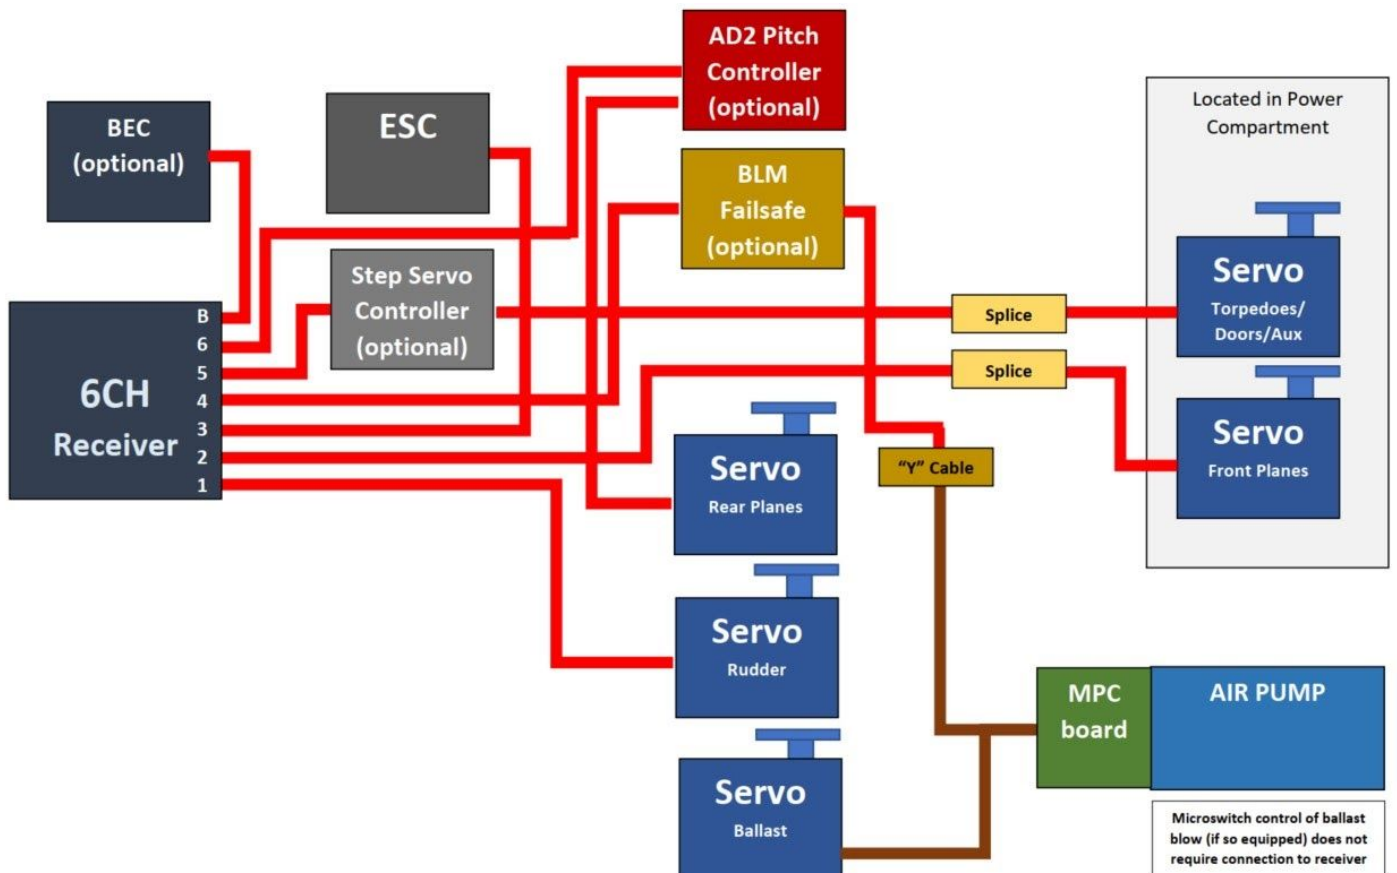 AD2 Pitch
Controller
(optional)
BEC
(optional)
ESC
Located in Power
Compartment
BLM
Failsafe
(optional)
Step Servo
Controller
(optional)
Servo
Torpedoes/
Doors/Aux
Splice
6CH
Receiver
B
6
5
4
3
2
1
Splice
Servo
Front Planes
Servo
Rear Planes
“Y” Cable
Servo
Rudder
MPC
board
AIR PUMP
Servo
Ballast
Microswitch control of ballast
blow (if so equipped) does not
require connection to receiver